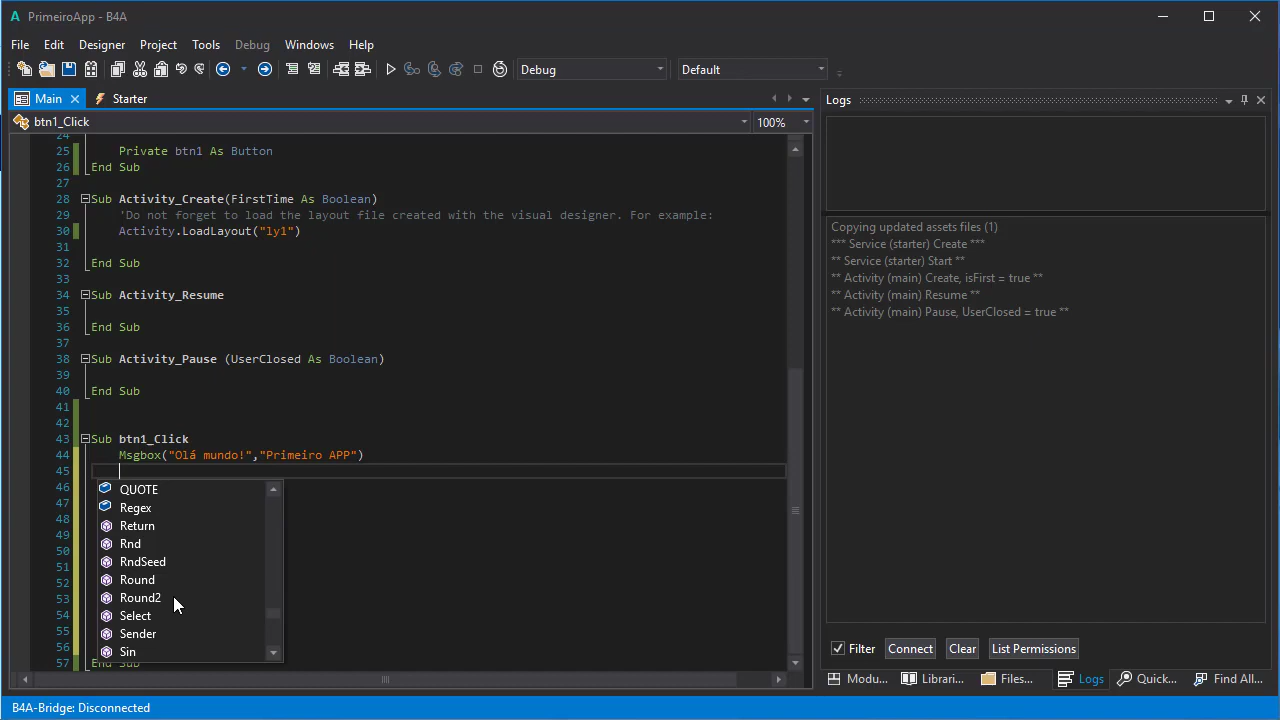 PrimeiroApp - B4A
File Edit Designer Project Tools Debug Windows Help
Debug Default
Main Starter
btn1_Click 100%
24
25 Private btn1 As Button
26 End Sub
27
28 Sub Activity_Create(FirstTime As Boolean)
29 'Do not forget to load the layout file created with the visual designer. For example:
30 Activity.LoadLayout("ly1")
31
32 End Sub
33
34 Sub Activity_Resume
35
36 End Sub
37
38 Sub Activity_Pause (UserClosed As Boolean)
39
40 End Sub
41
42
43 Sub btn1_Click
44 Msgbox("Olá mundo!","Primeiro APP")
45
46 QUOTE
47 Regex
48 Return
49 Rnd
50 RndSeed
51 Round
52
53 Round2
54 Select
55 Sender
56 Sin
57 End Sub
Logs
Copying updated assets files (1)
*** Service (starter) Create ***
** Service (starter) Start **
** Activity (main) Create, isFirst = true **
** Activity (main) Resume **
** Activity (main) Pause, UserClosed = true **
Filter Connect Clear List Permissions
Modu... Librari... Files... Logs Quick... Find All...
B4A-Bridge: Disconnected